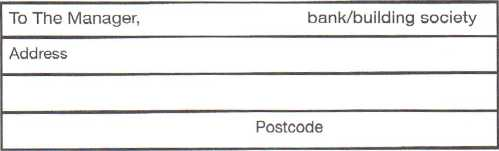 To The Manager, bank/building society
Address
Postcode